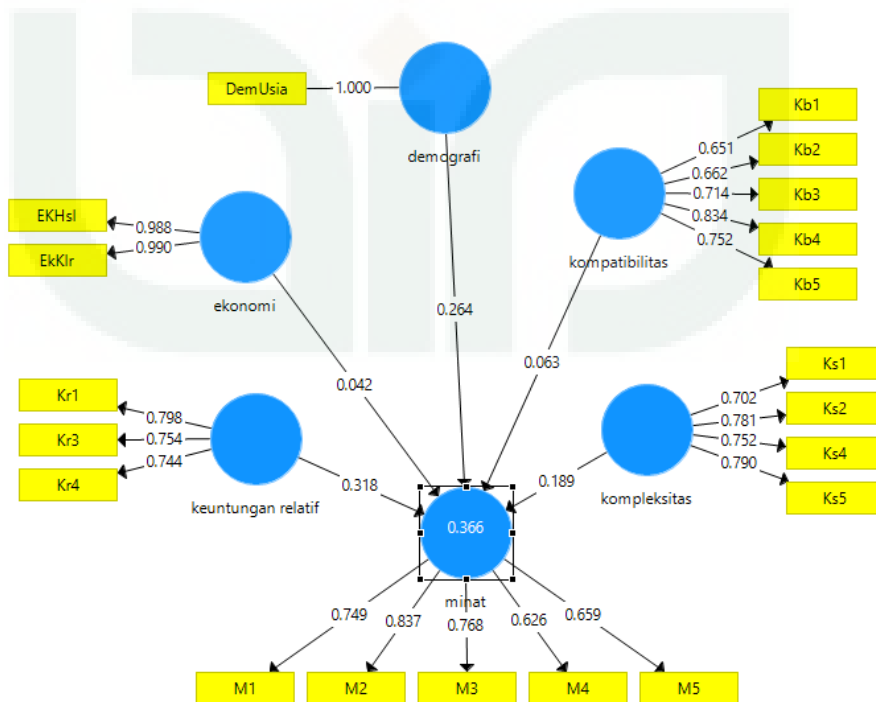 DemUsia
1.000
demografi
Kb1
Kb2
Kb3
Kb4
Kb5
0.651
0.662
0.714
0.834
0.752
kompatibilitas
EKHsl
EkKlr
0.988
0.990
ekonomi
0.264
0.042
0.063
Kr1
Kr3
Kr4
0.798
0.754
0.744
keuntungan relatif
0.318
Ks1
Ks2
Ks4
Ks5
0.702
0.781
0.752
0.790
kompleksitas
0.189
0.366
minat
0.749
0.837
0.768
0.626
0.659
M1
M2
M3
M4
M5